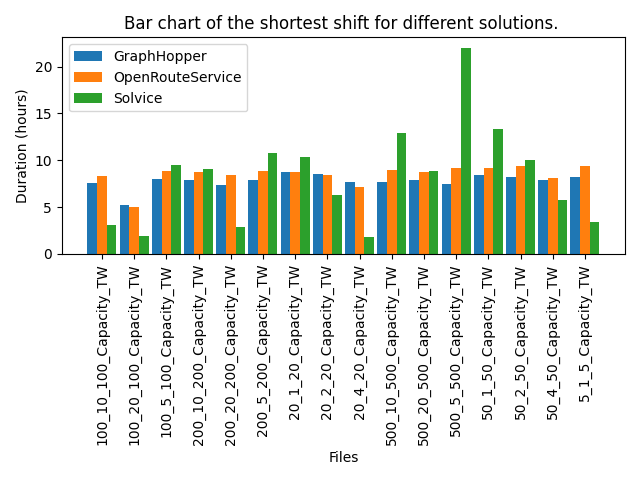 Bar chart of the shortest shift for different solutions.
GraphHopper
OpenRouteService
Solvice
Duration (hours)
20
15
10
5
0
100_10_100_Capacity_TW
100_20_100_Capacity_TW
100_5_100_Capacity_TW
200_10_200_Capacity_TW
200_20_200_Capacity_TW
200_5_200_Capacity_TW
20_1_20_Capacity_TW
20_2_20_Capacity_TW
20_4_20_Capacity_TW
500_10_500_Capacity_TW
500_20_500_Capacity_TW
500_5_500_Capacity_TW
50_1_50_Capacity_TW
50_2_50_Capacity_TW
50_4_50_Capacity_TW
5_1_5_Capacity_TW
Files